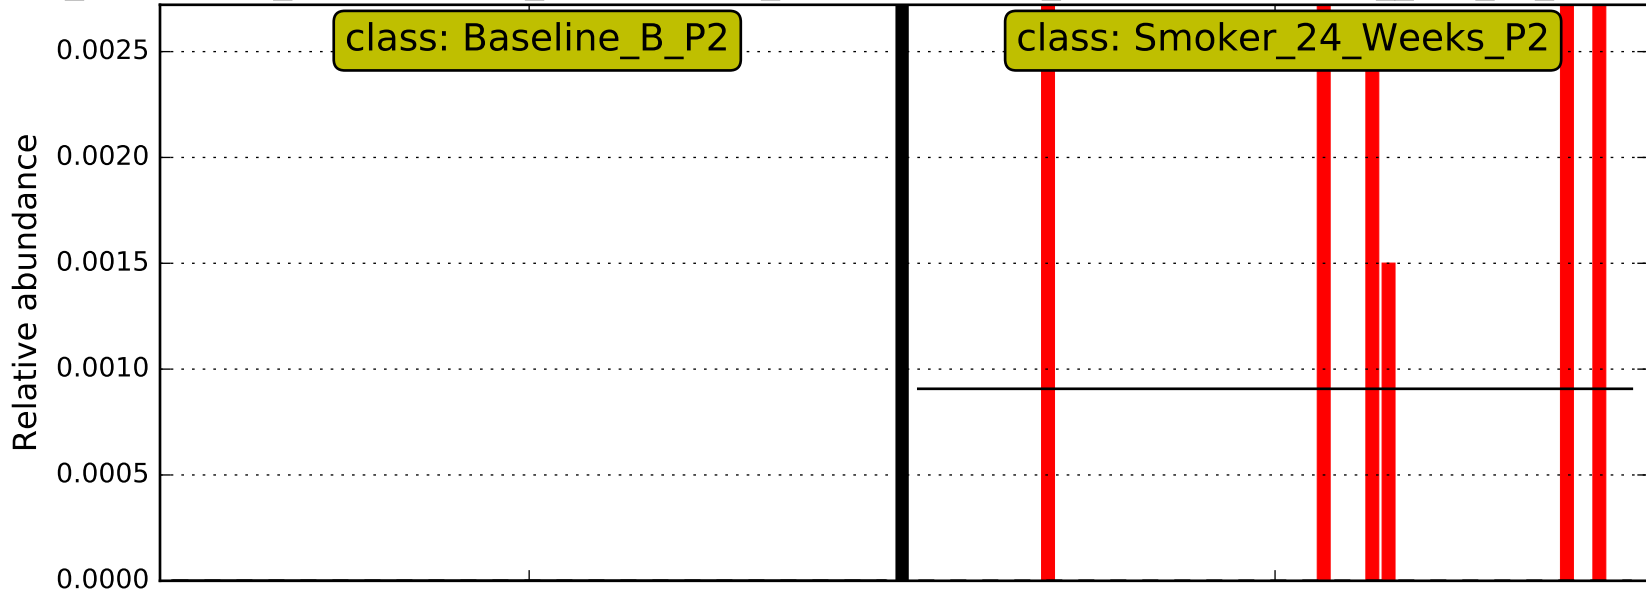 class: Baseline_B_P2
class: Smoker_24_Weeks_P2
Relative abundance
0.0025
0.0020
0.0015
0.0010
0.0005
0.0000